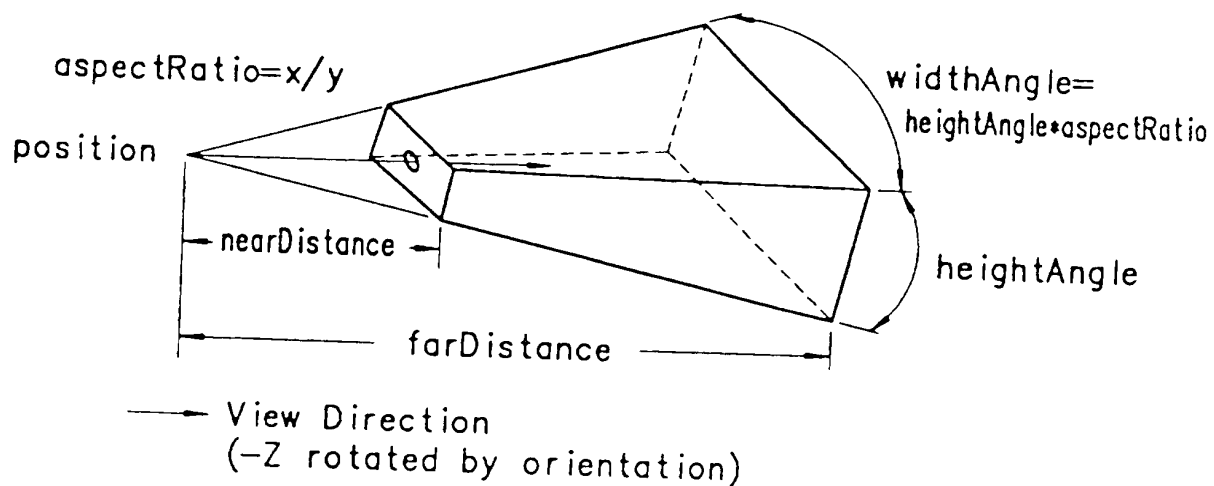 aspectRatio=x/y
position
widthAngle=
heightAngle*aspectRatio
nearDistance
heightAngle
farDistance
View Direction
(-Z rotated by orientation)